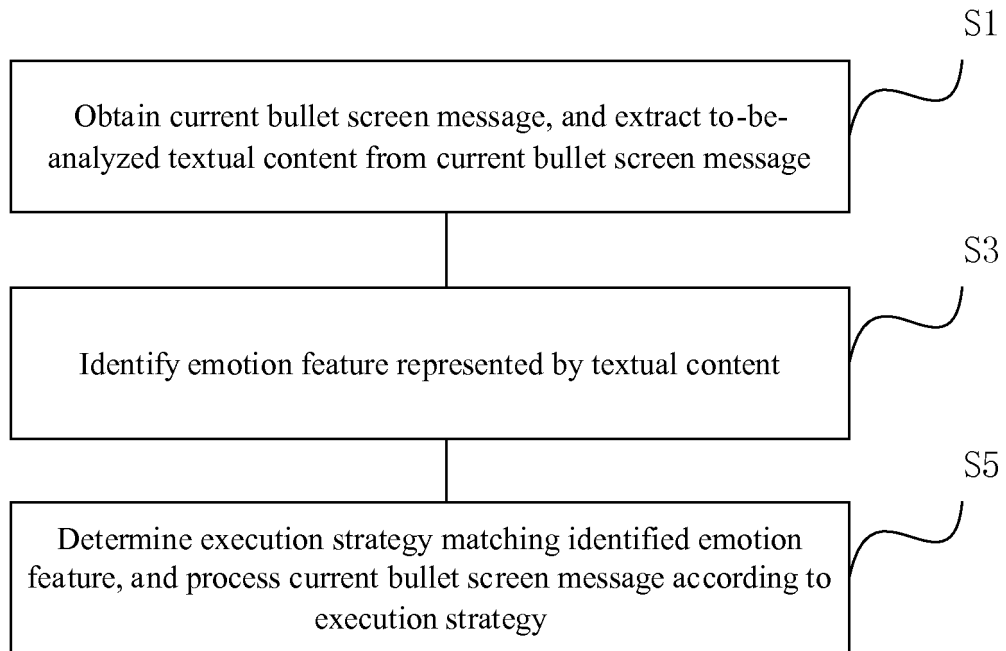 S1
Obtain current bullet screen message, and extract to-be-
analyzed textual content from current bullet screen message
S3
Identify emotion feature represented by textual content
S5
Determine execution strategy matching identified emotion
feature, and process current bullet screen message according to
execution strategy